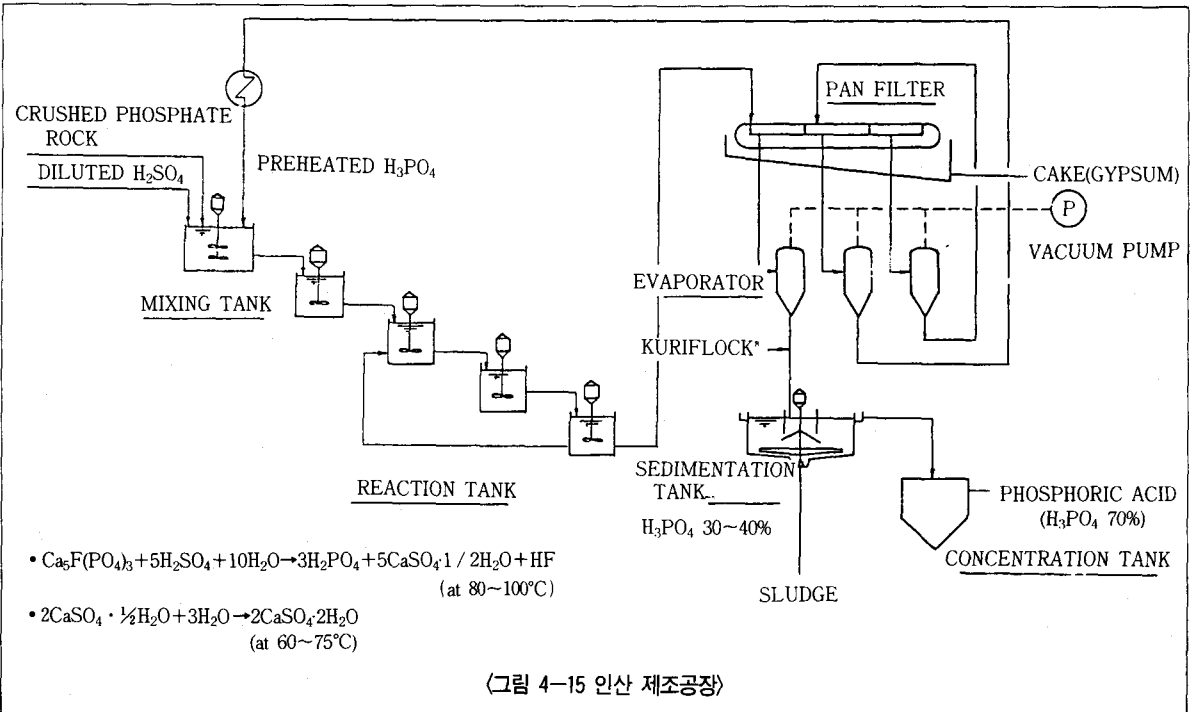 CRUSHED PHOSPHATE
ROCK
DILUTED H₂SO₄
PREHEATED H₃PO₄
PAN FILTER
CAKE(GYPSUM)
P
VACUUM PUMP
EVAPORATOR
MIXING TANK
KURIFLOCK*
REACTION TANK
SEDIMENTATION
TANK
H₃PO₄ 30~40%
PHOSPHORIC ACID
(H₃PO₄ 70%)
CONCENTRATION TANK
SLUDGE
• Ca₅F(PO₄)₃+5H₂SO₄+10H₂O→3H₂PO₄+5CaSO₄·1/2H₂O+HF
(at 80~100°C)
• 2CaSO₄·½H₂O+3H₂O→2CaSO₄·2H₂O
(at 60~75°C)
〈그림 4-15 인산 제조공장〉